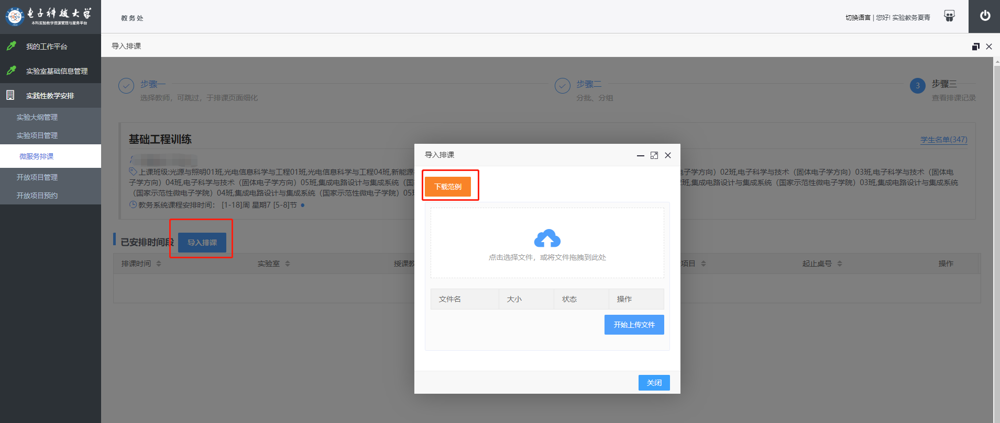 电子科技大学
本科实验教学资源管理与服务平台
教务处
切换语言 | 您好! 实验教务夏青
我的工作平台
实验室基础信息管理
实践性教学安排
实验大纲管理
实验项目管理
微服务排课
开放项目管理
开放项目预约
导入排课
步骤一
选择教师，可跳过，于排课页面细化
步骤二
分批、分组
3
步骤三
查看排课记录
基础工程训练
学生名单(347)
上课班级:光源与照明01班,光电信息科学与工程01班,光电信息科学与工程04班,新能源
子学方向）02班,电子科学与技术（固体电子学方向）03班,电子科学与技术（固体电
子学方向）04班,电子科学与技术（固体电子学方向）05班,集成电路设计与集成系统（国
班,集成电路设计与集成系统（国家示范性微电子学院）03班,集成电路设计与集成系统
（国家示范性微电子学院）04班,集成电路设计与集成系统（国家示范性微电子学院）05
教务系统课程安排时间： [1-18]周 星期7 [5-8]节
已安排时间段
导入排课
排课时间
实验室
授课教
项目
起止桌号
操作
导入排课
下载范例
点击选择文件，或将文件拖拽到此处
文件名
大小
状态
操作
开始上传文件
关闭